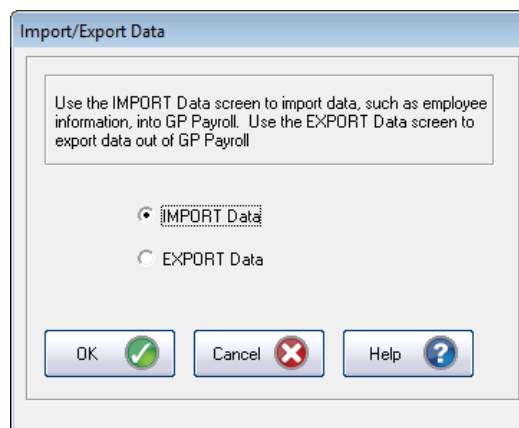 Import/Export Data
Use the IMPORT Data screen to import data, such as employee
information, into GP Payroll.  Use the EXPORT Data screen to
export data out of GP Payroll
IMPORT Data
EXPORT Data
OK Cancel Help